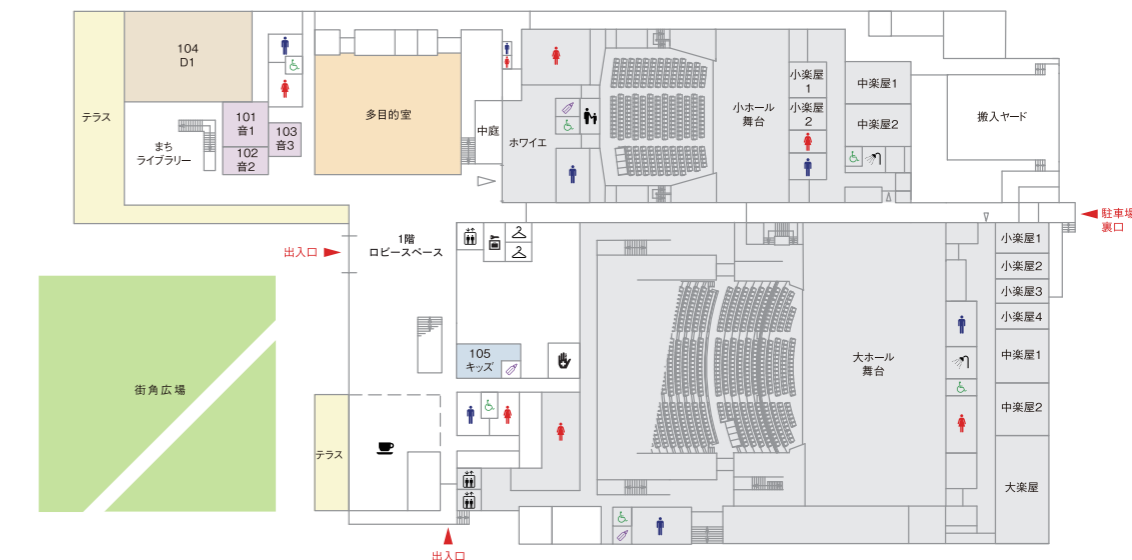 104
D1
テラス
101
音1
102
音2
103
音3
まち
ライブラリー
多目的室
中庭
ホワイエ
小ホール
舞台
小楽屋
1
小楽屋
2
中楽屋1
中楽屋2
搬入ヤード
駐車場
裏口
出入口
1階
ロビースペース
小楽屋1
小楽屋2
小楽屋3
小楽屋4
中楽屋1
中楽屋2
大楽屋
大ホール
舞台
105
キッズ
街角広場
テラス
出入口